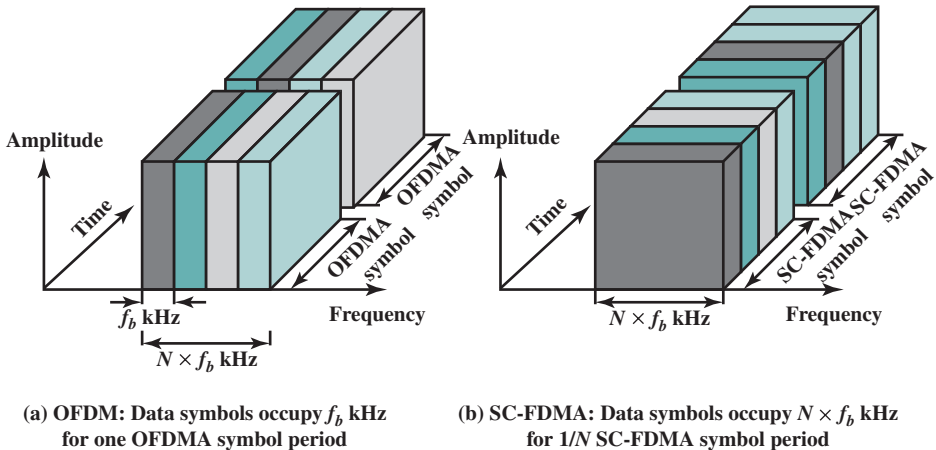 Amplitude
Time
OFDMA
symbol
OFDMA
symbol
f_b kHz
Frequency
N × f_b kHz
(a) OFDM: Data symbols occupy f_b kHz
for one OFDMA symbol period
Amplitude
Time
SC-FDMA
symbol
SC-FDMA
symbol
N × f_b kHz
Frequency
(b) SC-FDMA: Data symbols occupy N × f_b kHz
for 1/N SC-FDMA symbol period